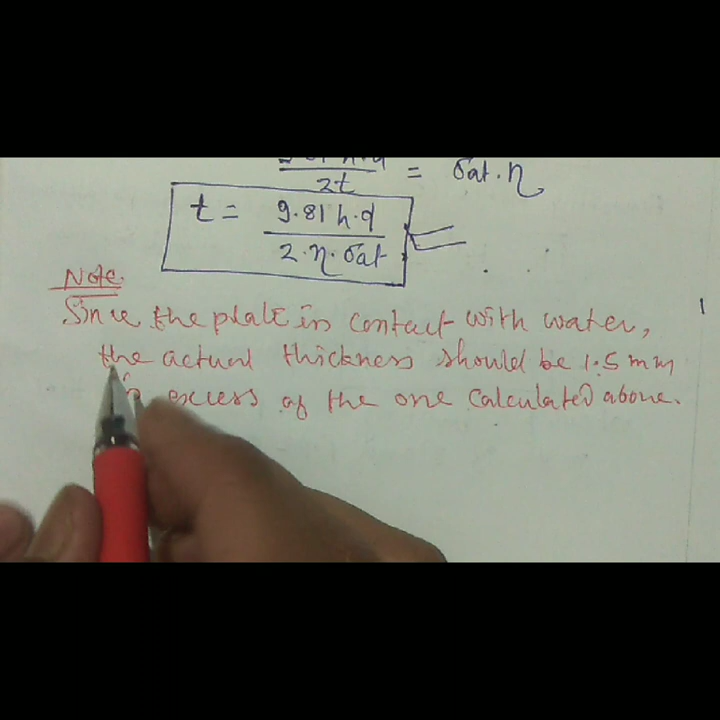 2t = σat. η
t = 9.81 h.d / 2. η. σat
Note.
Since the plate is in contact with water,
the actual thickness should be 1.5 mm
excess of the one calculated above.